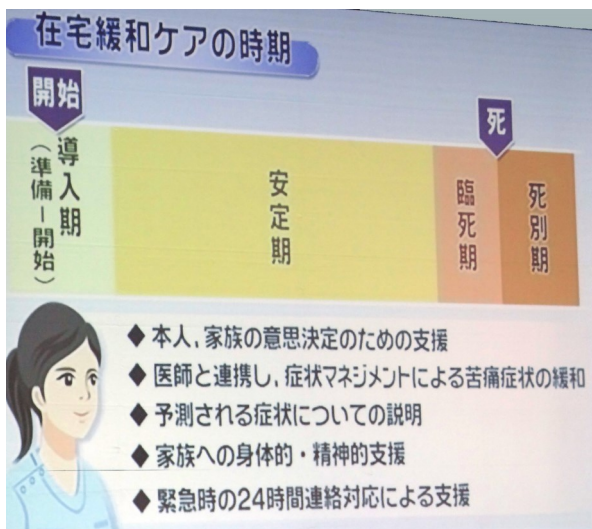 在宅緩和ケアの時期
開始
死
導入期
(準備ー開始)
安定期
臨死期
死別期
◆ 本人,家族の意思決定のための支援
◆ 医師と連携し,症状マネジメントによる苦痛症状の緩和
◆ 予測される症状についての説明
◆ 家族への身体的・精神的支援
◆ 緊急時の24時間連絡対応による支援